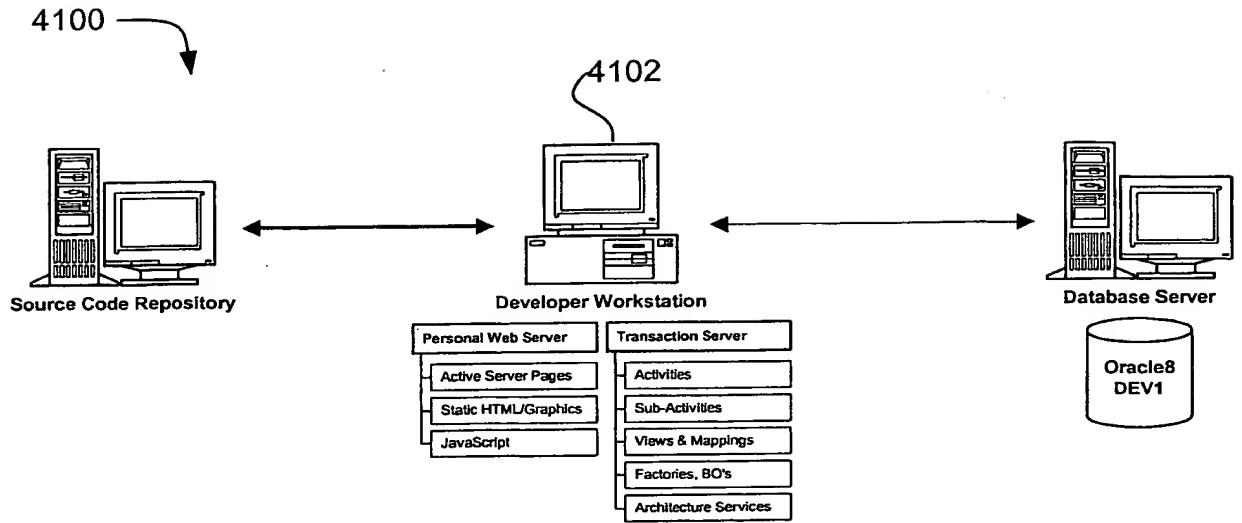 4100
4102
Source Code Repository
Developer Workstation
Database Server
Personal Web Server
Active Server Pages
Static HTML/Graphics
JavaScript
Transaction Server
Activities
Sub-Activities
Views & Mappings
Factories, BO's
Architecture Services
Oracle8
DEV1